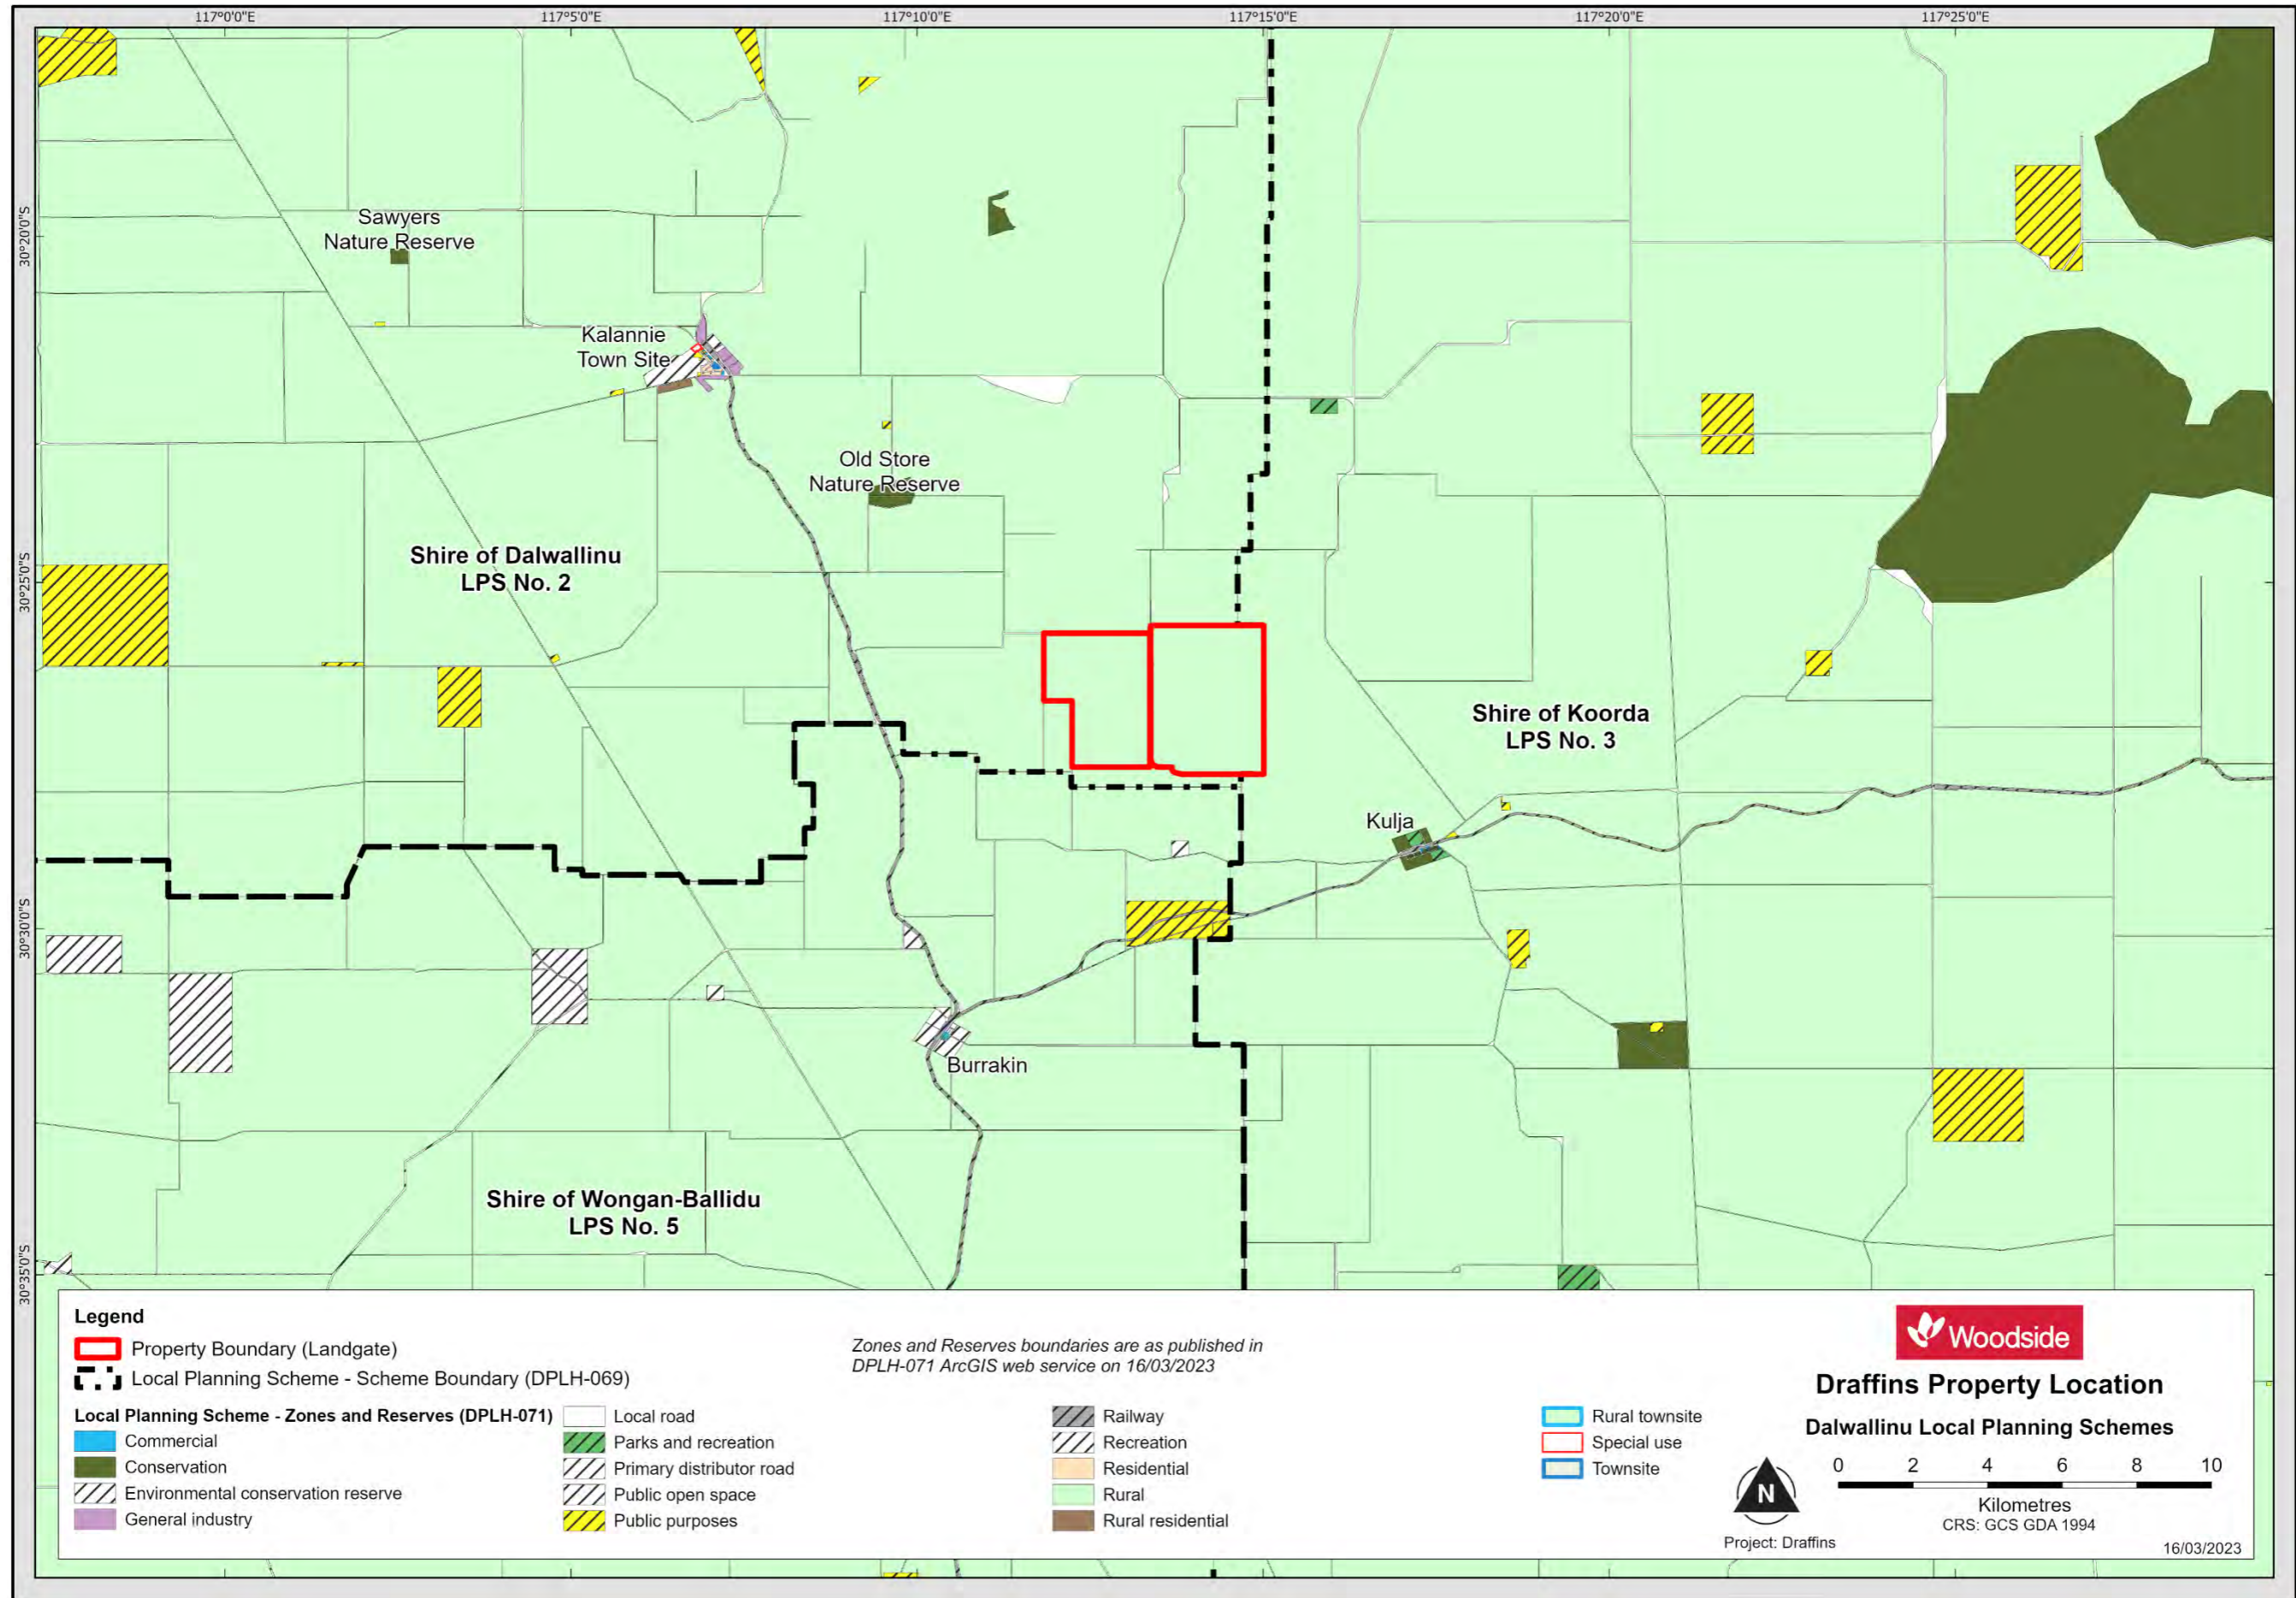 117°0'0"E
117°5'0"E
117°10'0"E
117°15'0"E
117°20'0"E
117°25'0"E
30°20'0"S
30°25'0"S
30°30'0"S
30°35'0"S
Sawyers
Nature Reserve
Kalannie
Town Site
Old Store
Nature Reserve
Shire of Dalwallinu
LPS No. 2
Shire of Koorda
LPS No. 3
Kulja
Burrakin
Shire of Wongan-Ballidu
LPS No. 5
Legend
Property Boundary (Landgate)
Local Planning Scheme - Scheme Boundary (DPLH-069)
Local Planning Scheme - Zones and Reserves (DPLH-071)
Commercial
Conservation
Environmental conservation reserve
General industry
Local road
Parks and recreation
Primary distributor road
Public open space
Public purposes
Zones and Reserves boundaries are as published in
DPLH-071 ArcGIS web service on 16/03/2023
Railway
Recreation
Residential
Rural
Rural residential
Rural townsite
Special use
Townsite
Woodside
Draffins Property Location
Dalwallinu Local Planning Schemes
0 2 4 6 8 10
Kilometres
CRS: GCS GDA 1994
N
Project: Draffins
16/03/2023